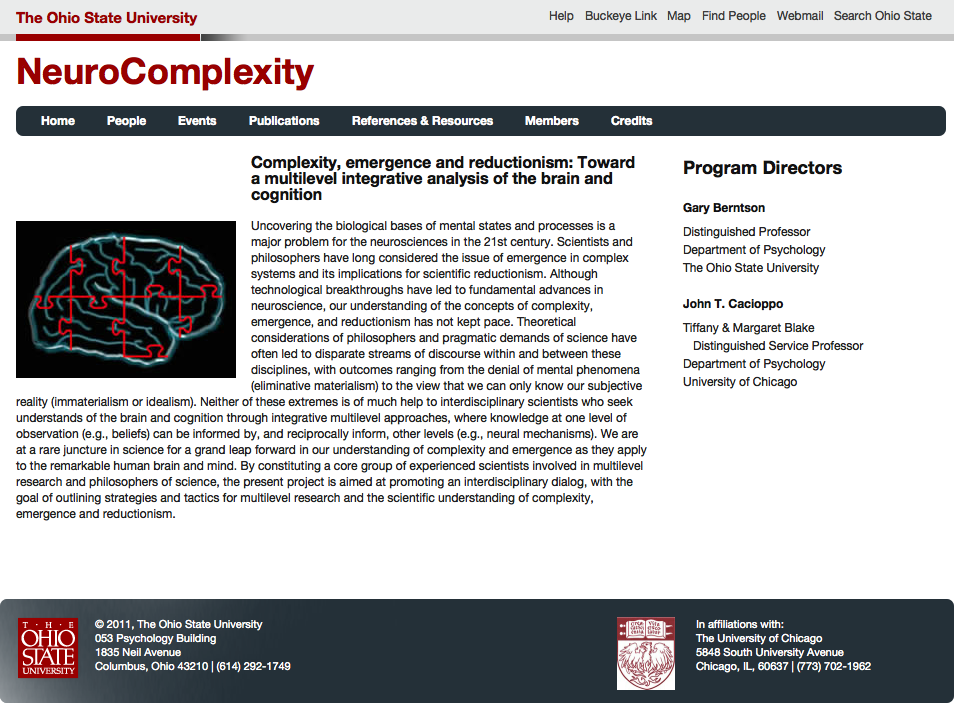 The Ohio State University
Help Buckeye Link Map Find People Webmail Search Ohio State
NeuroComplexity
Home People Events Publications References & Resources Members Credits
Complexity, emergence and reductionism: Toward
a multilevel integrative analysis of the brain and
cognition
Uncovering the biological bases of mental states and processes is a
major problem for the neurosciences in the 21st century. Scientists and
philosophers have long considered the issue of emergence in complex
systems and its implications for scientific reductionism. Although
technological breakthroughs have led to fundamental advances in
neuroscience, our understanding of the concepts of complexity,
emergence, and reductionism has not kept pace. Theoretical
considerations of philosophers and pragmatic demands of science have
often led to disparate streams of discourse within and between these
disciplines, with outcomes ranging from the denial of mental phenomena
(eliminative materialism) to the view that we can only know our subjective
reality (immaterialism or idealism). Neither of these extremes is of much help to interdisciplinary scientists who seek
understands of the brain and cognition through integrative multilevel approaches, where knowledge at one level of
observation (e.g., beliefs) can be informed by, and reciprocally inform, other levels (e.g., neural mechanisms). We are
at a rare juncture in science for a grand leap forward in our understanding of complexity and emergence as they apply
to the remarkable human brain and mind. By constituting a core group of experienced scientists involved in multilevel
research and philosophers of science, the present project is aimed at promoting an interdisciplinary dialog, with the
goal of outlining strategies and tactics for multilevel research and the scientific understanding of complexity,
emergence and reductionism.
Program Directors
Gary Berntson
Distinguished Professor
Department of Psychology
The Ohio State University
John T. Cacioppo
Tiffany & Margaret Blake
Distinguished Service Professor
Department of Psychology
University of Chicago
T·H·E
OHIO
STATE
UNIVERSITY
© 2011, The Ohio State University
053 Psychology Building
1835 Neil Avenue
Columbus, Ohio 43210 | (614) 292-1749
In affiliations with:
The University of Chicago
5848 South University Avenue
Chicago, IL, 60637 | (773) 702-1962